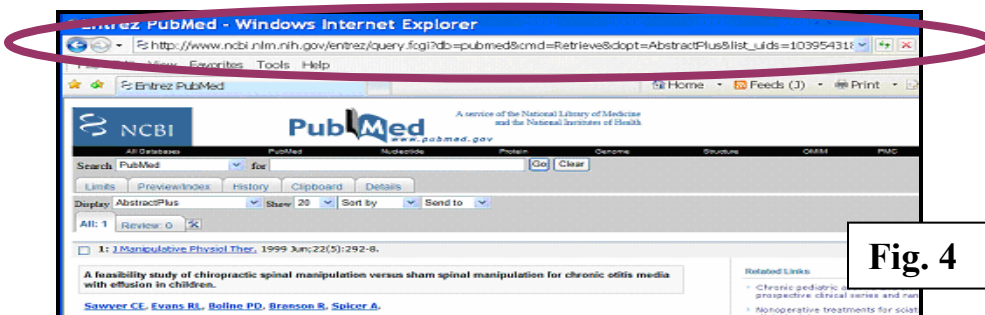 Entrez PubMed - Windows Internet Explorer
http://www.ncbi.nlm.nih.gov/entrez/query.fcgi?db=pubmed&cmd=Retrieve&dopt=AbstractPlus&list_uids=10395431
View Favorites Tools Help
Entrez PubMed Home Feeds (J) Print
NCBI PubMed A service of the National Library of Medicine
and the National Institutes of Health
www.pubmed.gov
All Databases PubMed Nucleotide Protein Genome Structure OMIM PMC
Search PubMed for Go Clear
Limits Preview/Index History Clipboard Details
Display AbstractPlus Show 20 Sort by Send to
All: 1 Review: 0
1: J Manipulative Physiol Ther. 1999 Jun;22(5):292-8.
Fig. 4
A feasibility study of chiropractic spinal manipulation versus sham spinal manipulation for chronic otitis media
with effusion in children.
Sawyer CE, Evans RL, Boline PD, Branson R, Spicer A.
Related Links
Chronic pediatric
prospective clinical series and
Nonoperative treatments for